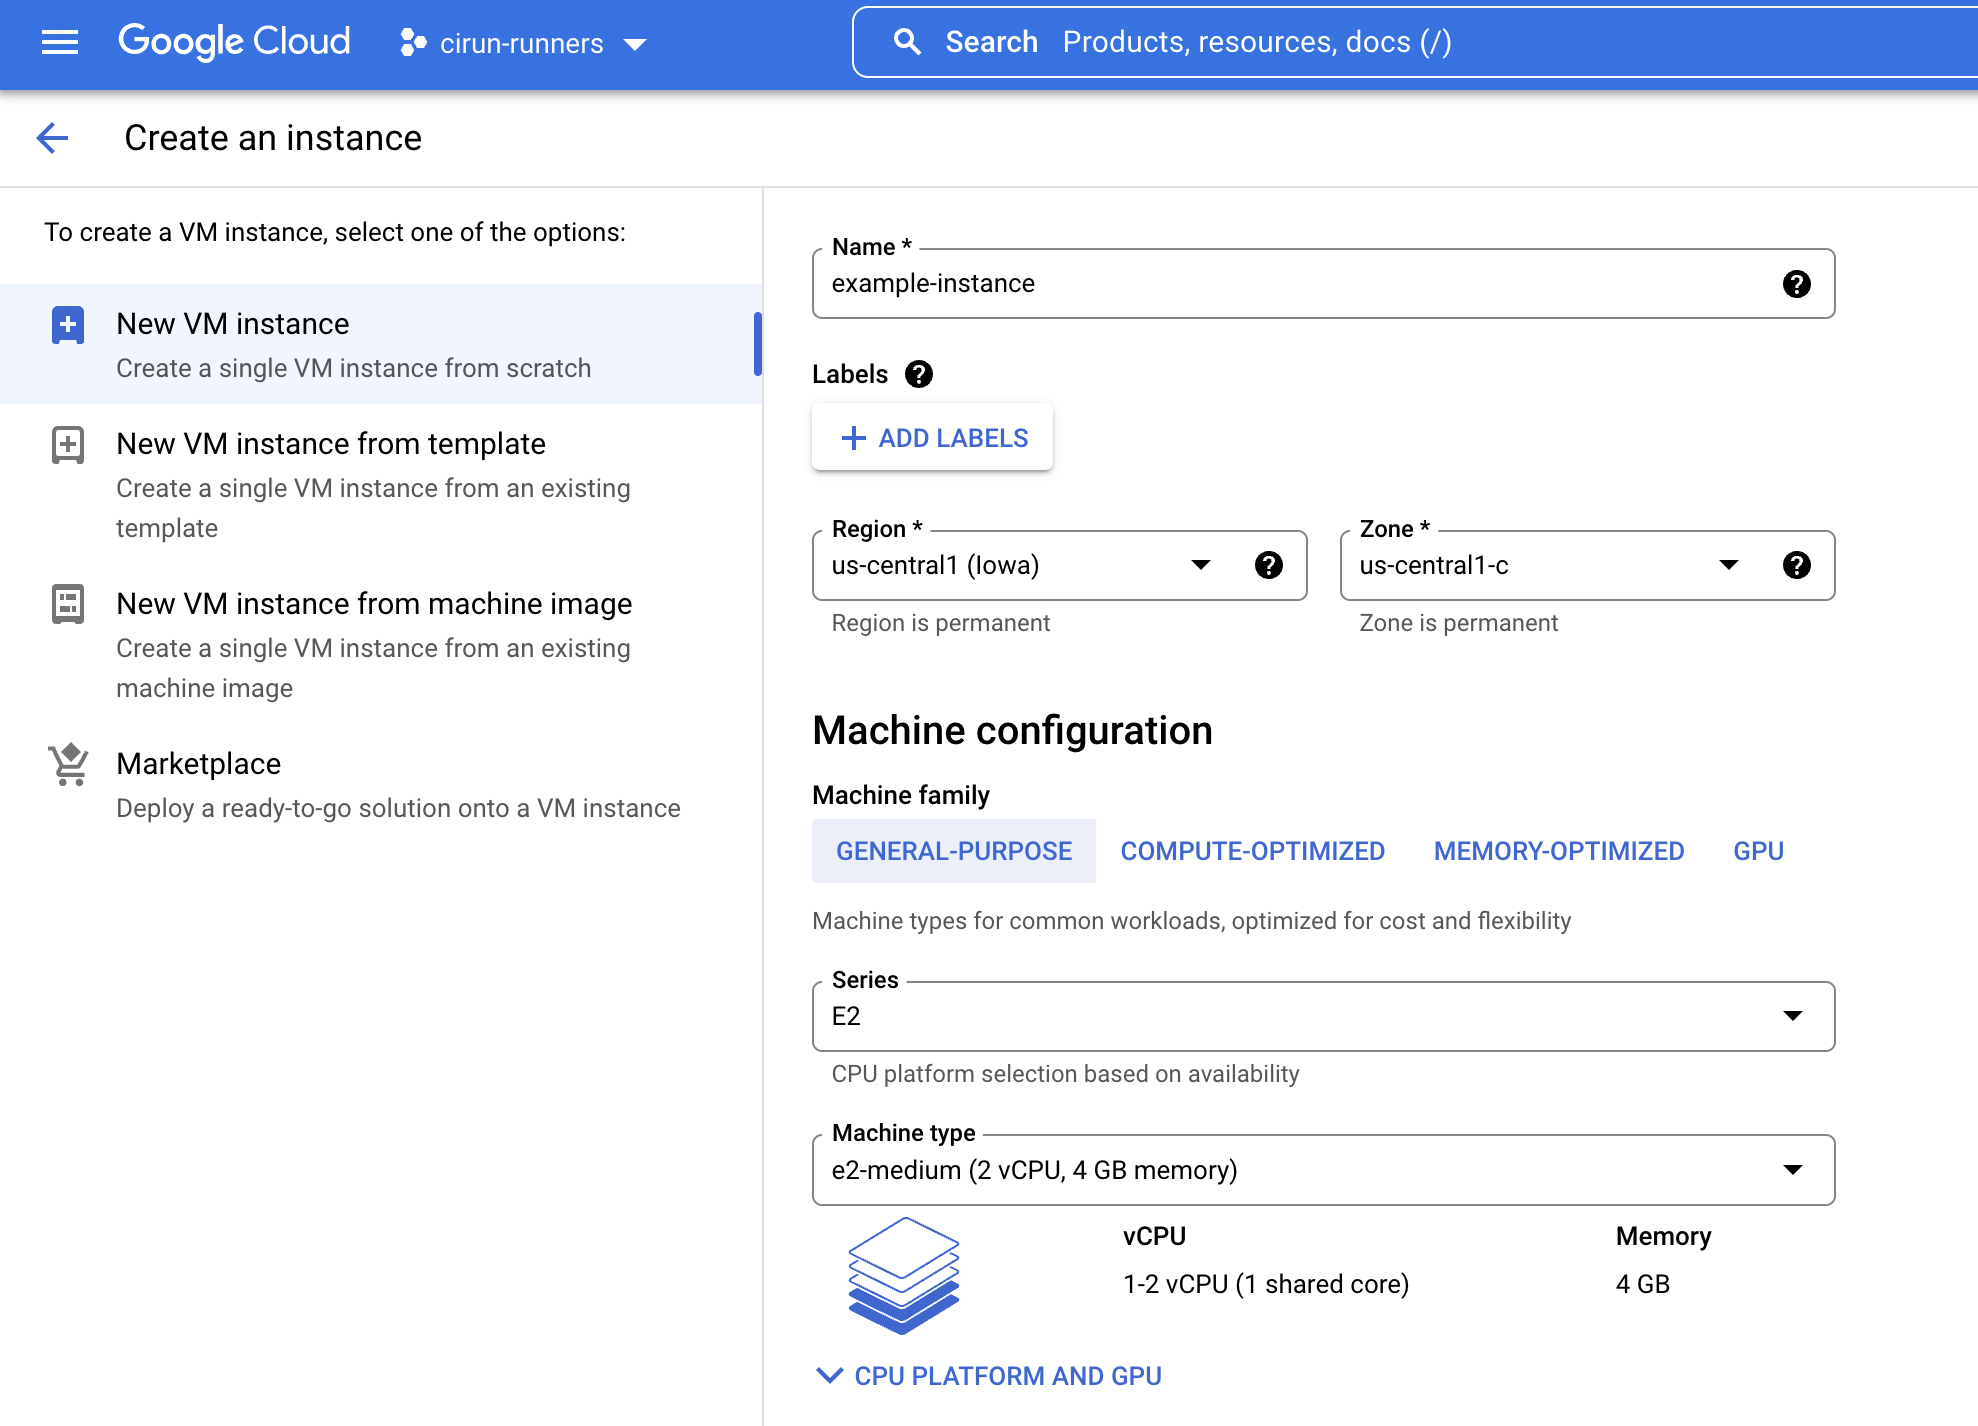 Google Cloud
cirun-runners
Search Products, resources, docs (/)
Create an instance
To create a VM instance, select one of the options:
New VM instance
Create a single VM instance from scratch
New VM instance from template
Create a single VM instance from an existing
template
New VM instance from machine image
Create a single VM instance from an existing
machine image
Marketplace
Deploy a ready-to-go solution onto a VM instance
Name *
example-instance
Labels
ADD LABELS
Region *
us-central1 (Iowa)
Region is permanent
Zone *
us-central1-c
Zone is permanent
Machine configuration
Machine family
GENERAL-PURPOSE COMPUTE-OPTIMIZED MEMORY-OPTIMIZED GPU
Machine types for common workloads, optimized for cost and flexibility
Series
E2
CPU platform selection based on availability
Machine type
e2-medium (2 vCPU, 4 GB memory)
vCPU
1-2 vCPU (1 shared core)
Memory
4 GB
CPU PLATFORM AND GPU